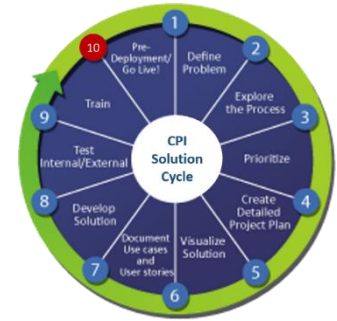 1
Define
Problem
2
Explore
the Process
3
Prioritize
4
Create
Detailed
Project Plan
5
Visualize
Solution
6
Document
Use cases
and
User stories
7
Develop
Solution
8
Test
Internal/External
9
Train
10
Pre-
Deployment/
Go Live!
CPI
Solution
Cycle